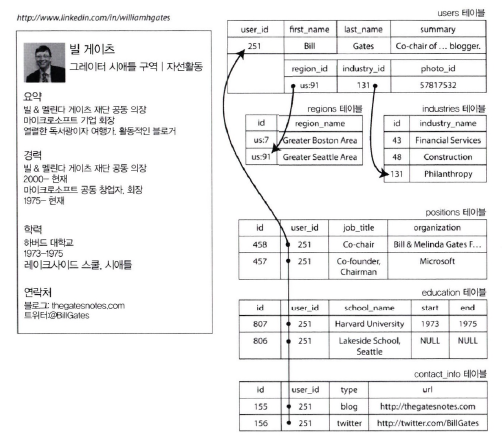 http://www.linkedin.com/in/williamhgates
빌 게이츠
그레이터 시애틀 구역 | 자선활동
요약
빌 & 멜린다 게이츠 재단 공동 의장
마이크로소프트 기업 회장
열렬한 독서광이자 여행가, 활동적인 블로거
경력
빌 & 멜린다 게이츠 재단 공동 의장
2000– 현재
마이크로소프트 공동 창업자, 회장
1975– 현재
학력
하버드 대학교
1973–1975
레이크사이드 스쿨, 시애틀
연락처
블로그: thegatesnotes.com
트위터:@BillGates
users 테이블
user_id first_name last_name summary
251 Bill Gates Co-chair of ... blogger.
region_id industry_id photo_id
us:91 131 57817532
regions 테이블
id region_name
us:7 Greater Boston Area
us:91 Greater Seattle Area
industries 테이블
id industry_name
43 Financial Services
48 Construction
131 Philanthropy
positions 테이블
id user_id job_title organization
458 251 Co-chair Bill & Melinda Gates F...
457 251 Co-founder, Chairman Microsoft
education 테이블
id user_id school_name start end
807 251 Harvard University 1973 1975
806 251 Lakeside School, Seattle NULL NULL
contact_info 테이블
id user_id type url
155 251 blog http://thegatesnotes.com
156 251 twitter http://twitter.com/BillGates